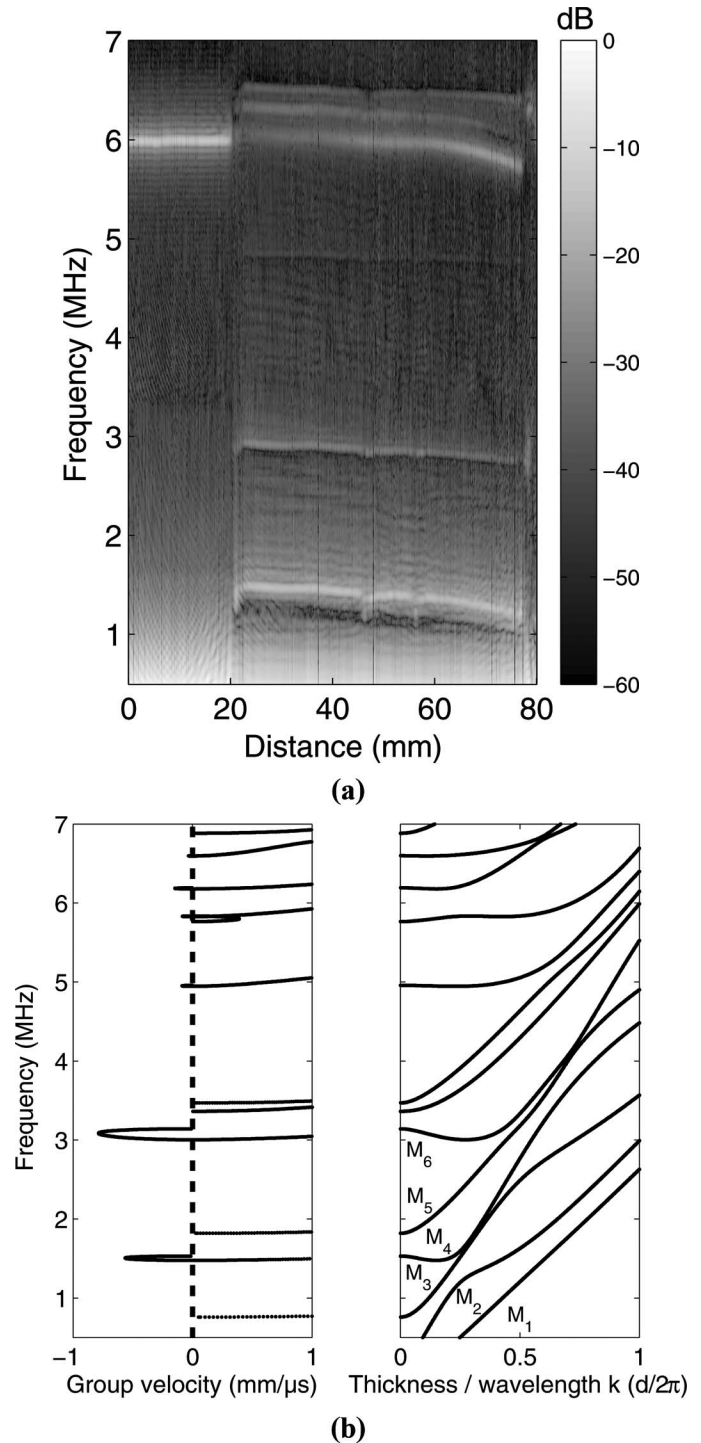 dB
7
6
5
4
3
2
1
Frequency (MHz)
0
−10
−20
−30
−40
−50
−60
0 20 40 60 80
Distance (mm)
(a)
7
6
5
4
3
2
1
Frequency (MHz)
M6
M5
M4
M3
M2
M1
−1 0 1
0 0.5 1
Group velocity (mm/μs)
Thickness / wavelength k (d/2π)
(b)